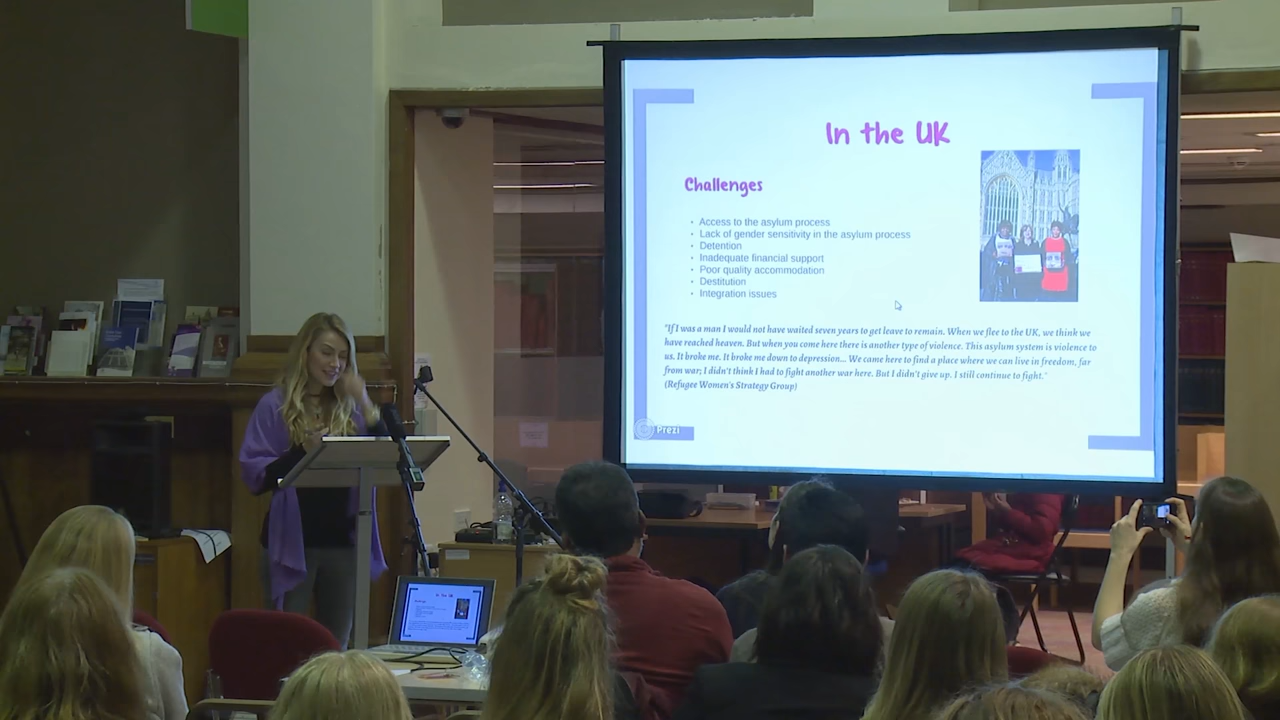 In the UK
Challenges
• Access to the asylum process
• Lack of gender sensitivity in the asylum process
• Detention
• Inadequate financial support
• Poor quality accommodation
• Destitution
• Integration issues
"If I was a man I would not have waited seven years to get leave to remain. When we flee to the UK, we think we
have reached heaven. But when you come here there is another type of violence. This asylum system is violence to
us. It broke me. It broke me down to depression... We came here to find a place where we can live in freedom, far
from war; I didn't think I had to fight another war here. But I didn't give up. I still continue to fight."
(Refugee Women's Strategy Group)
Prezi
In the UK